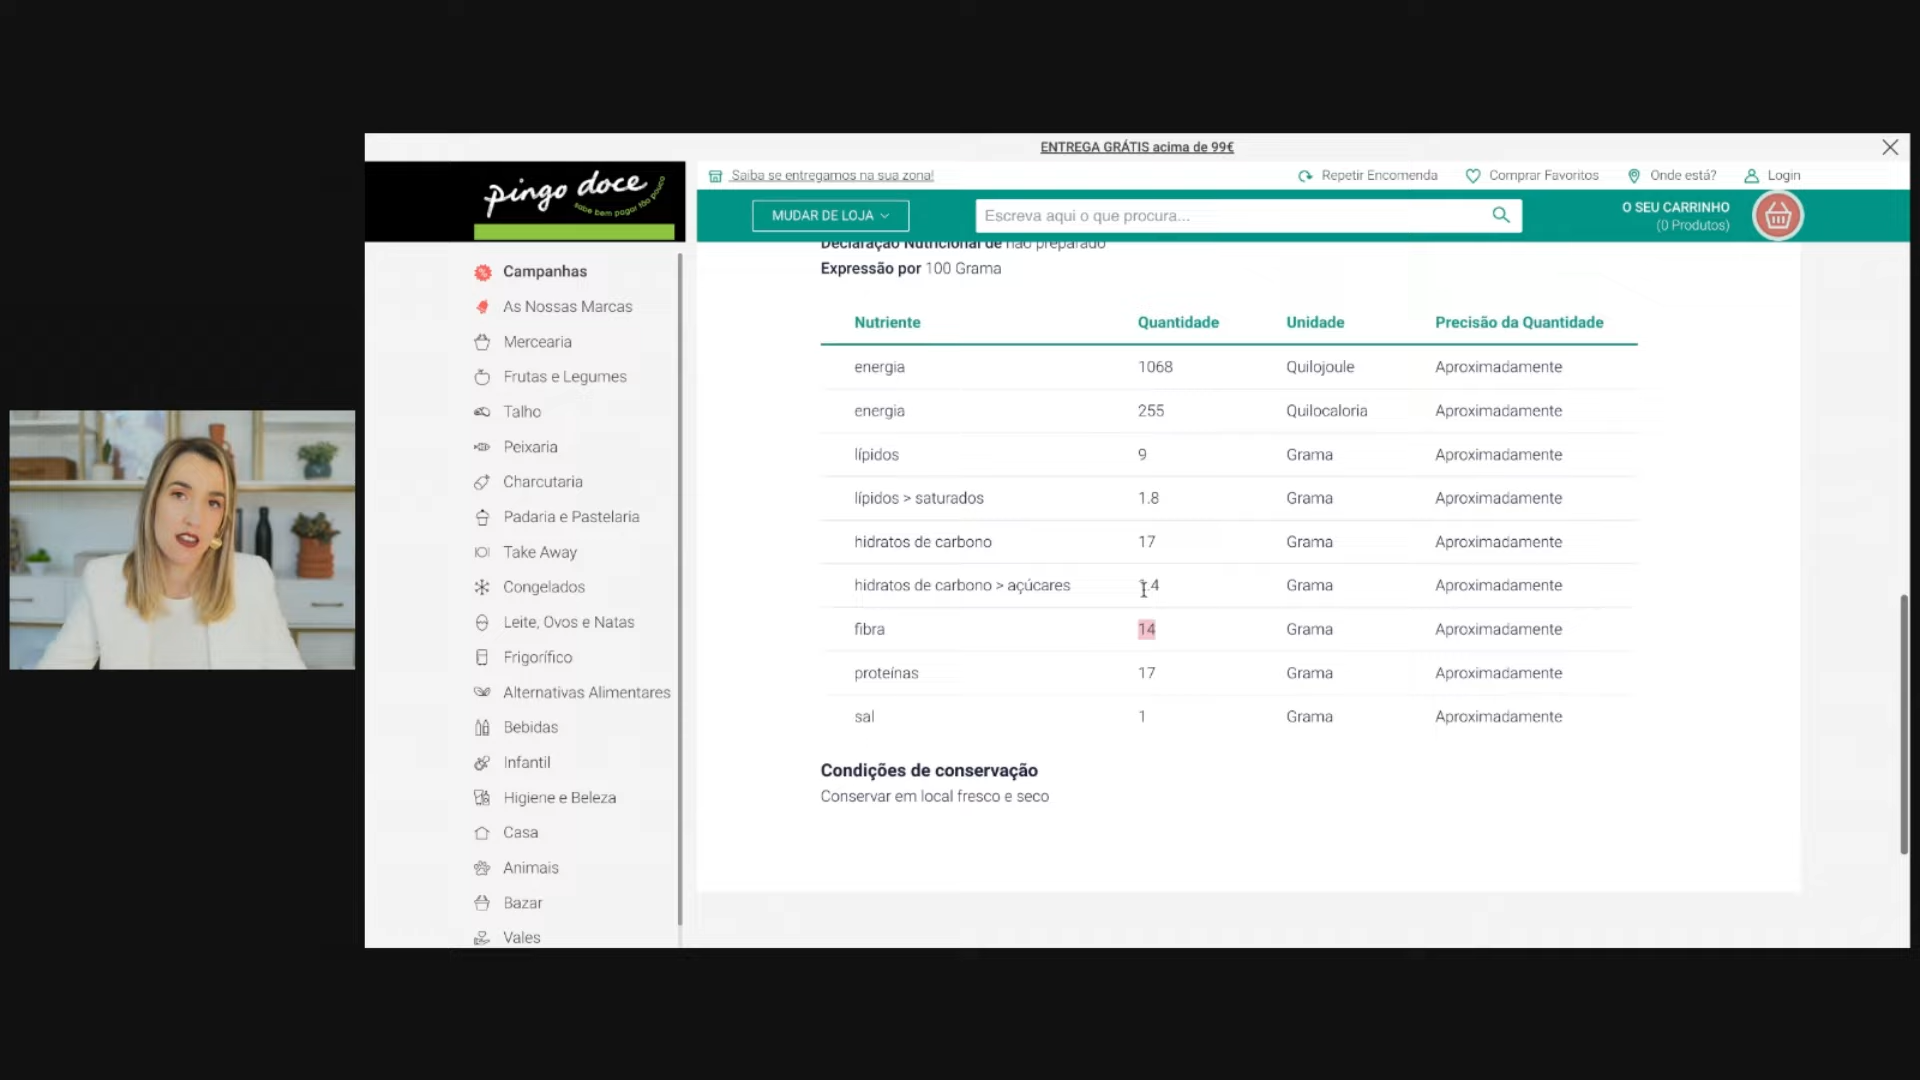 ENTREGA GRÁTIS acima de 99€
pingo doce
sabe bem pagar tão pouco
Saiba se entregamos na sua zona!
Repetir Encomenda
Comprar Favoritos
Onde está?
Login
MUDAR DE LOJA
Escreva aqui o que procura...
O SEU CARRINHO
(0 Produtos)
Campanhas
As Nossas Marcas
Mercearia
Frutas e Legumes
Talho
Peixaria
Charcutaria
Padaria e Pastelaria
Take Away
Congelados
Leite, Ovos e Natas
Frigorífico
Alternativas Alimentares
Bebidas
Infantil
Higiene e Beleza
Casa
Animais
Bazar
Vales
Declaração Nutricional de não preparado
Expressão por 100 Grama
Nutriente Quantidade Unidade Precisão da Quantidade
energia 1068 Quilojoule Aproximadamente
energia 255 Quilocaloria Aproximadamente
lípidos 9 Grama Aproximadamente
lípidos > saturados 1.8 Grama Aproximadamente
hidratos de carbono 17 Grama Aproximadamente
hidratos de carbono > açúcares Grama Aproximadamente
fibra 14 Grama Aproximadamente
proteínas 17 Grama Aproximadamente
sal 1 Grama Aproximadamente
Condições de conservação
Conservar em local fresco e seco